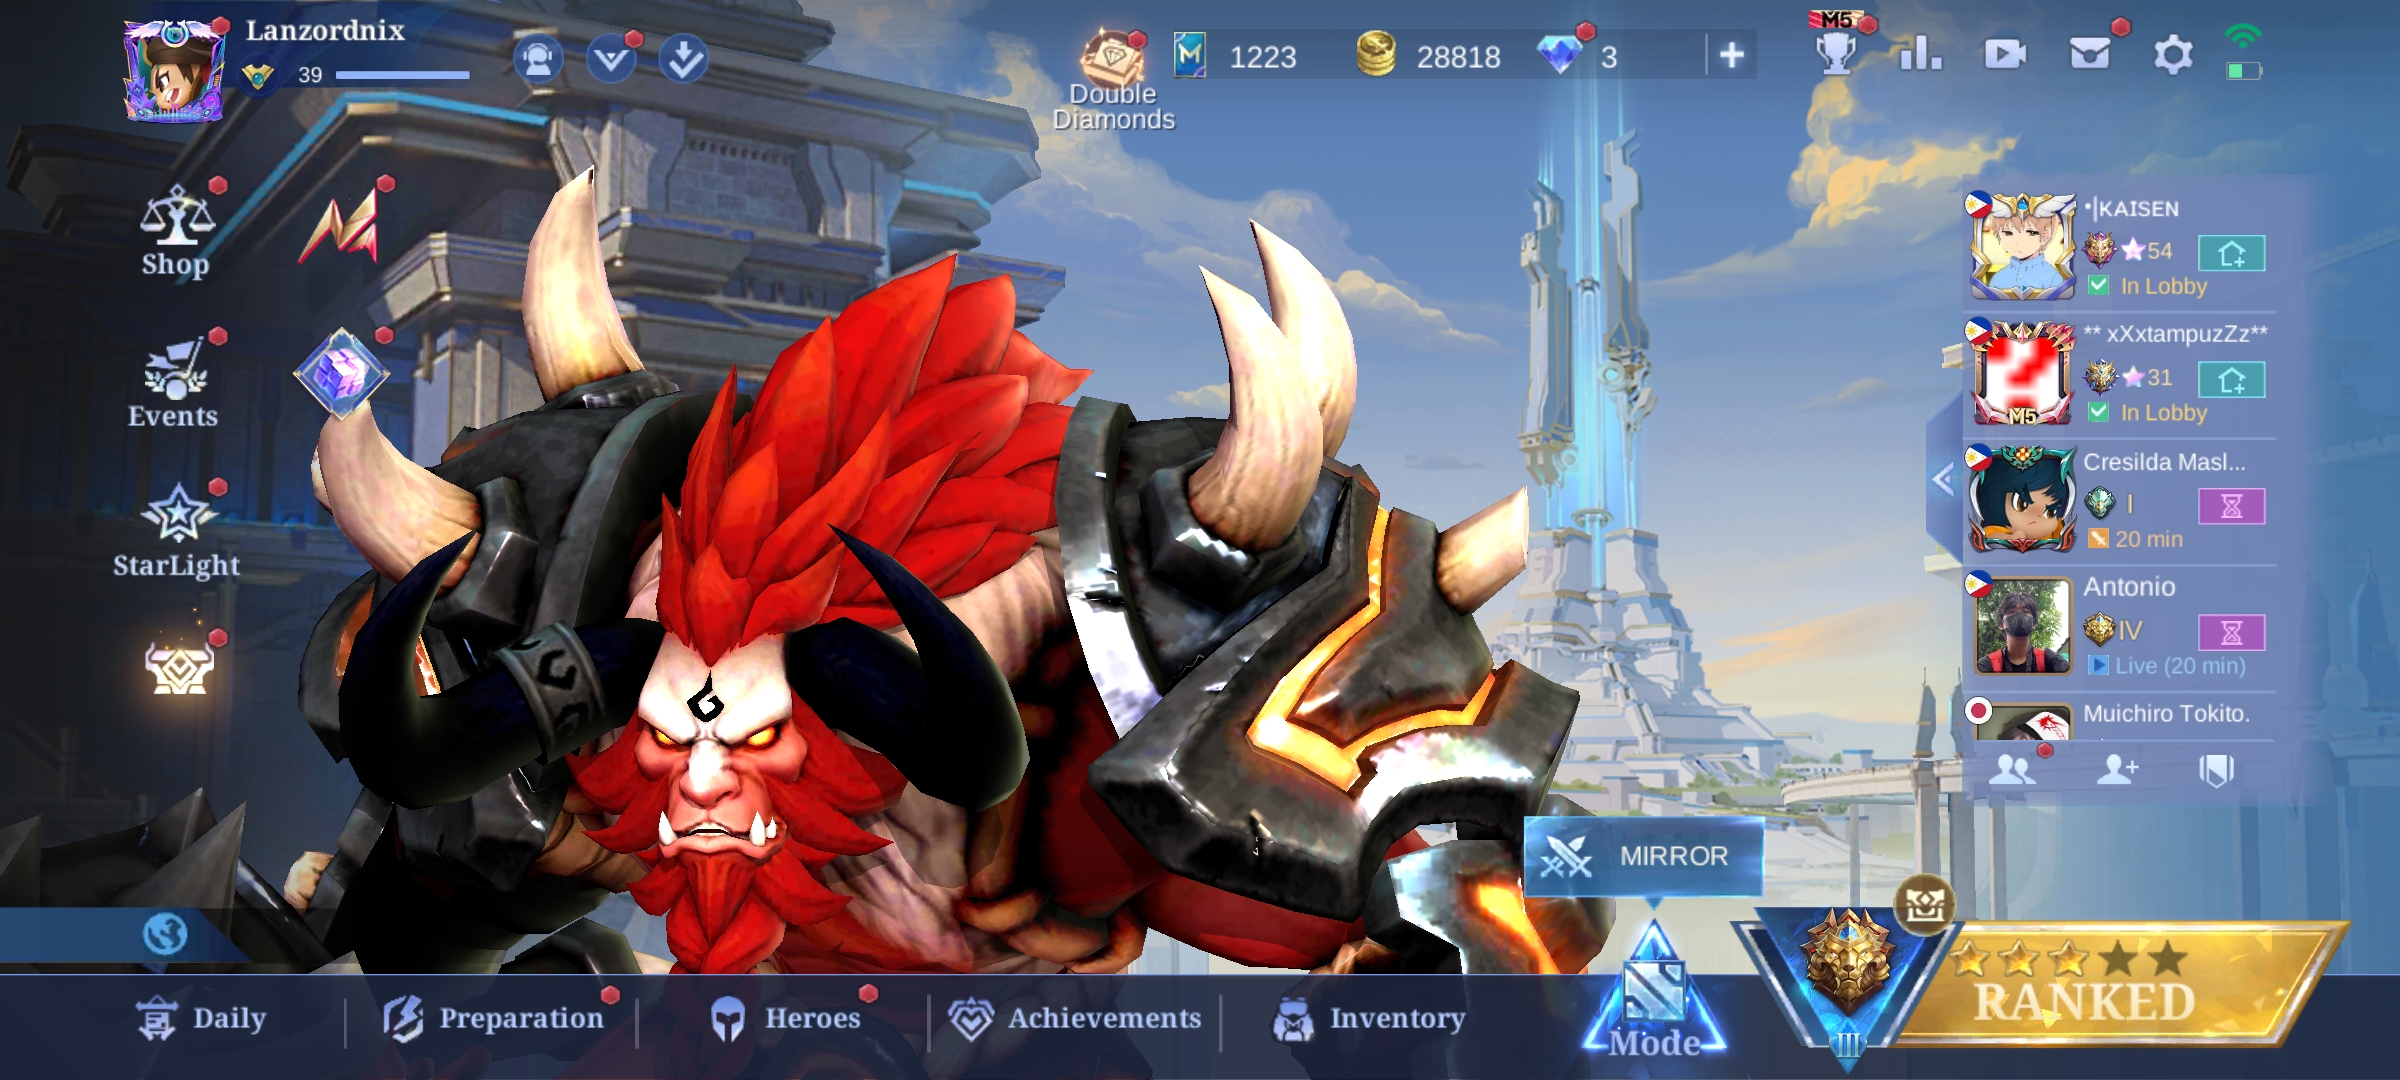 Lanzordnix
39
Double
Diamonds
1223
28818
3
M5
Shop
Events
StarLight
•|KAISEN
54
In Lobby
** xXxtampuzZz**
31
M5
In Lobby
Cresilda Masl...
I
20 min
Antonio
IV
Live (20 min)
Muichiro Tokito.
MIRROR
Daily
Preparation
Heroes
Achievements
Inventory
Mode
III
RANKED